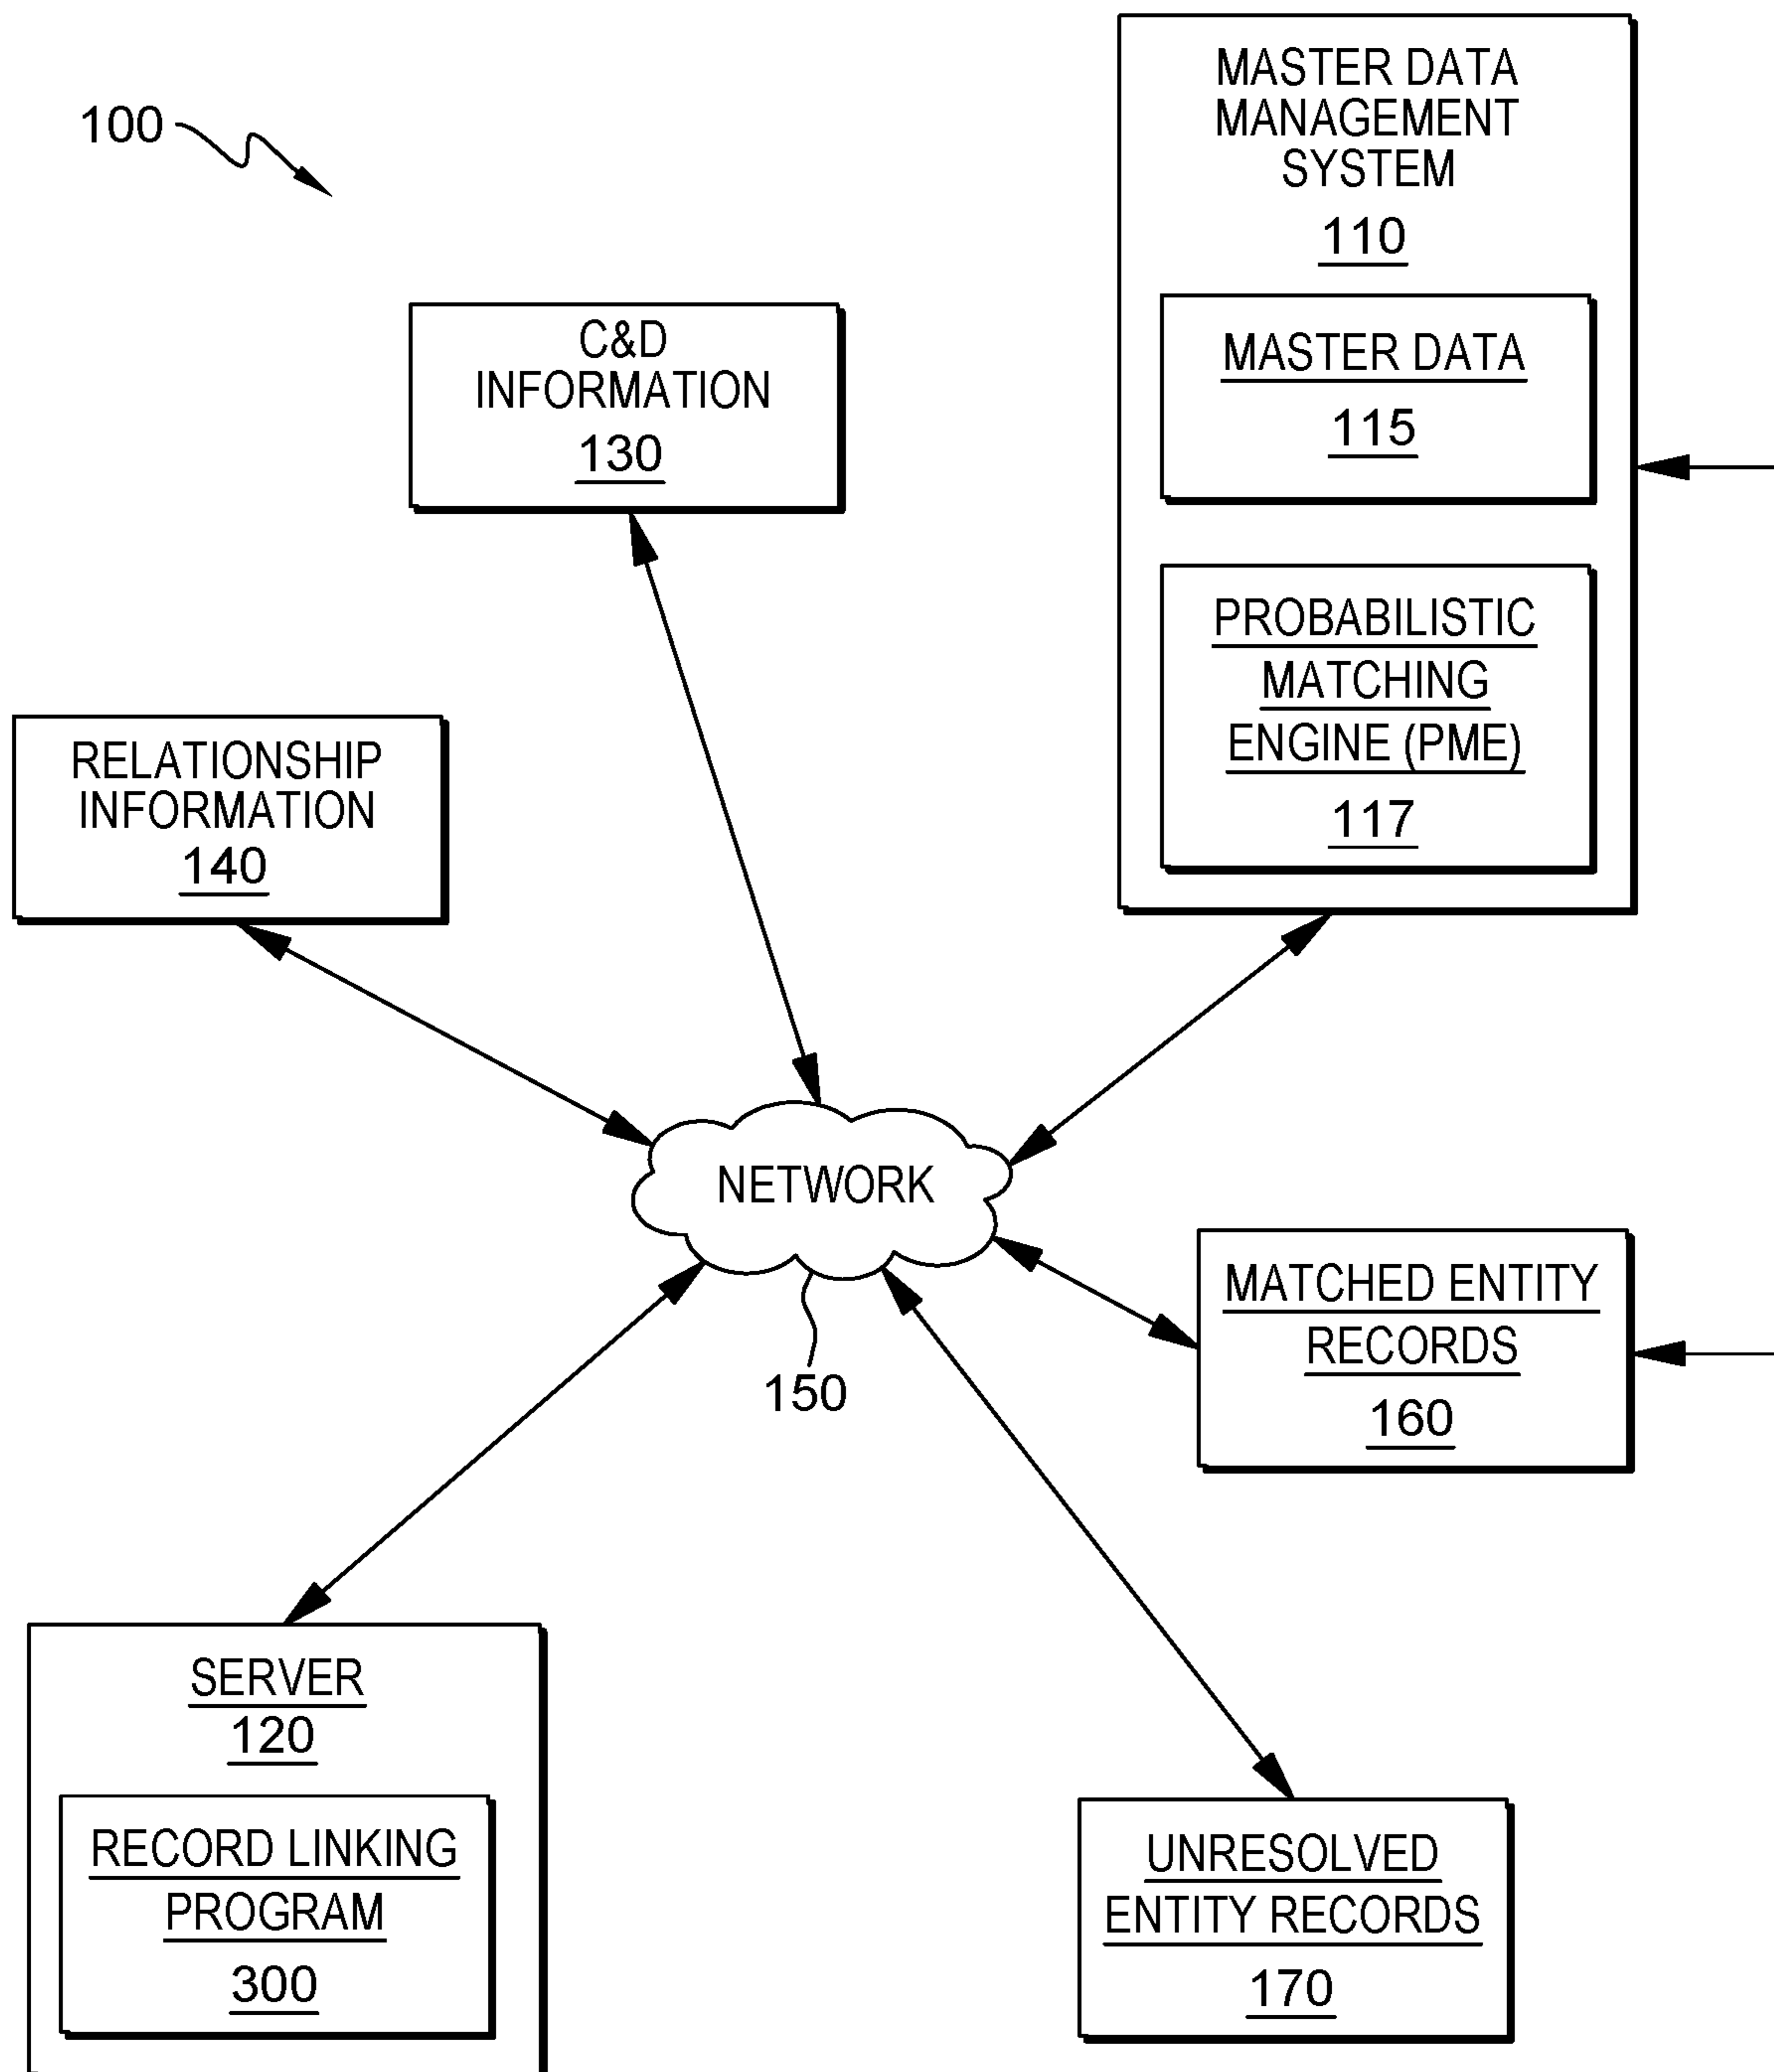 100
MASTER DATA
MANAGEMENT
SYSTEM
110
MASTER DATA
115
PROBABILISTIC
MATCHING
ENGINE (PME)
117
C&D
INFORMATION
130
RELATIONSHIP
INFORMATION
140
NETWORK
150
MATCHED ENTITY
RECORDS
160
SERVER
120
RECORD LINKING
PROGRAM
300
UNRESOLVED
ENTITY RECORDS
170